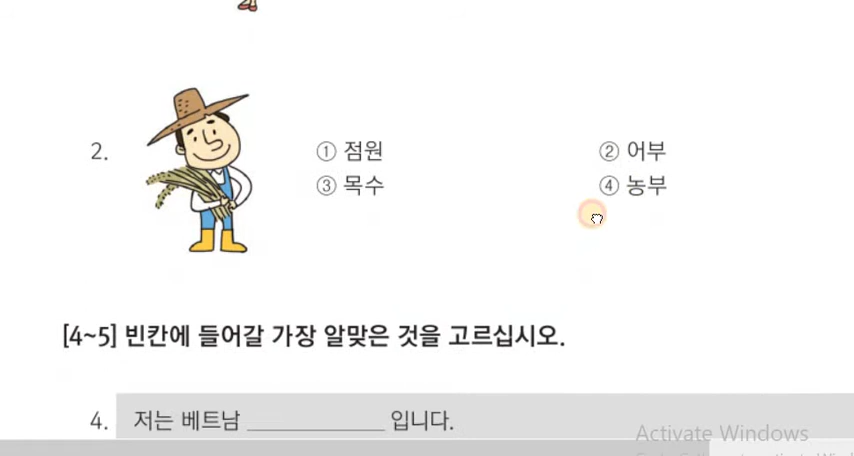 2.
① 점원 ② 어부
③ 목수 ④ 농부
[4~5] 빈칸에 들어갈 가장 알맞은 것을 고르십시오.
4. 저는 베트남 ____________ 입니다.
Activate Windows